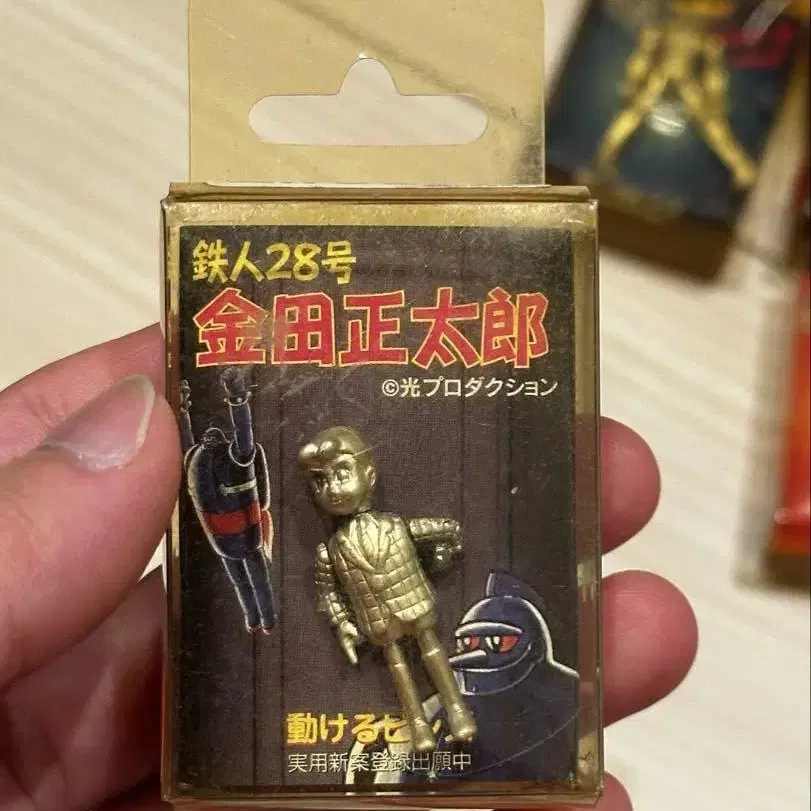 鉄人28号
金田正太郎
©光プロダクション
動ける
実用新案登録出願中